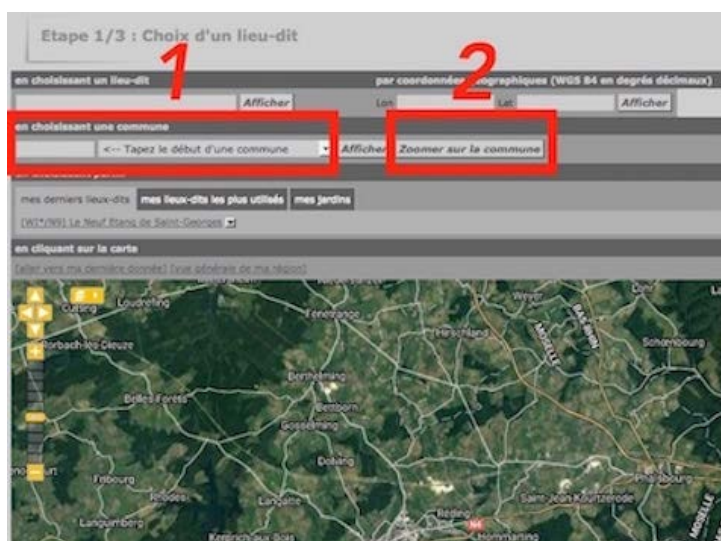 Etape 1/3 : Choix d'un lieu-dit
1
2
en choisissant un lieu-dit
par coordonnées géographiques (WGS 84 en degrés décimaux)
Afficher
Lon
Lat
Afficher
en choisissant une commune
<-- Tapez le début d'une commune
Afficher
Zoomer sur la commune
mes derniers lieux-dits
mes lieux-dits les plus utilisés
mes jardins
Le Neuf Etang de Saint-Georges
en cliquant sur la carte
[aller vers ma dernière donnée] [vue générale de ma région]
Cutting
Loudrefing
Fénétrange
Weyer
BAS-RHIN
MOSELLE
Hirschland
Schœnbourg
Rorbach-lès-Dieuze
Berthelming
Belles-Forêts
Bettborn
Gosselming
Dolving
Fribourg
Rhodes
Langatte
Phalsbourg
Saint-Jean-Kourtzerode
Languimberg
Réding
N4
Hommarting
Kerprich-aux-Bois
MOSELLE